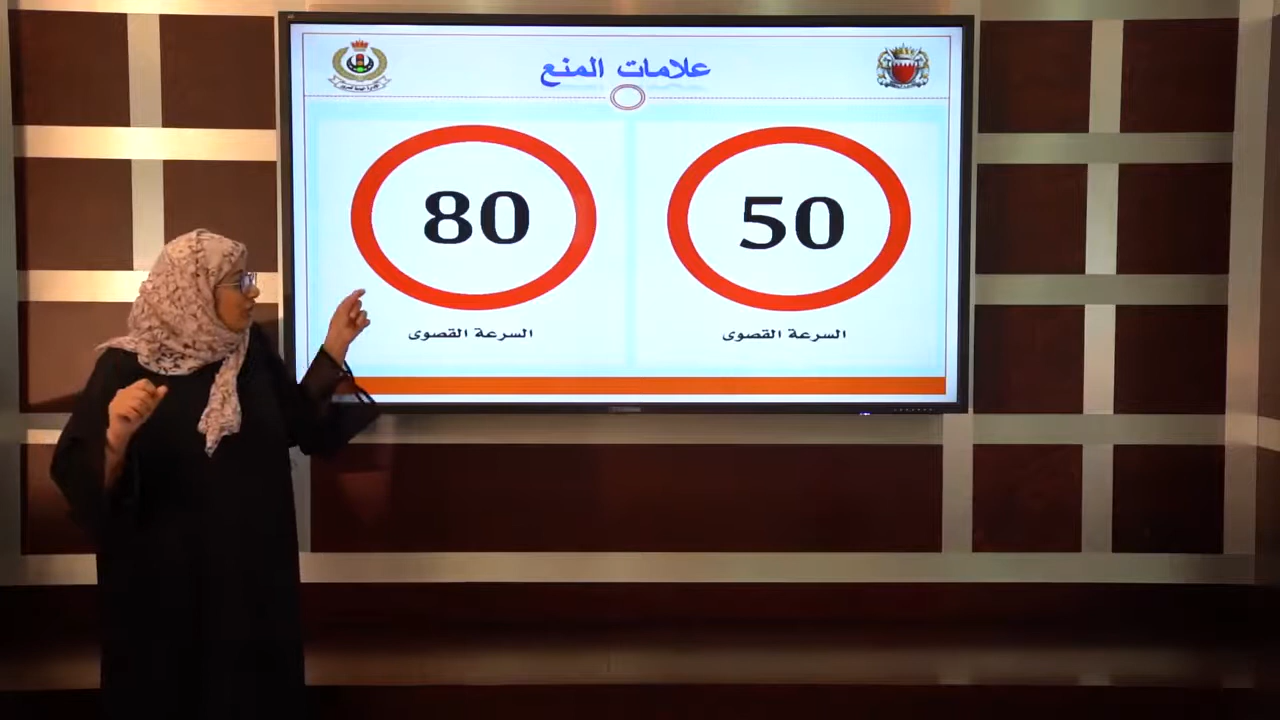 علامات المنع
50
السرعة القصوى
80
السرعة القصوى